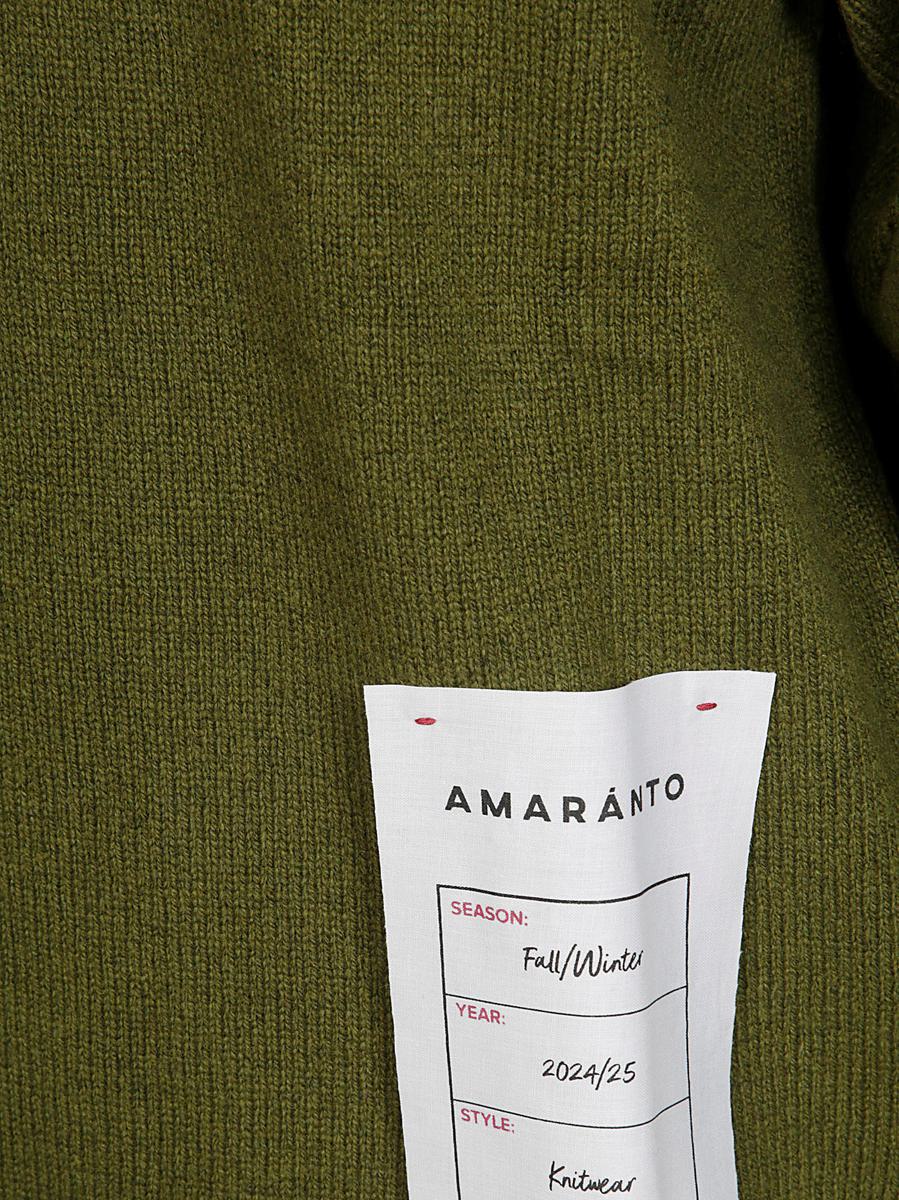 AMARÁNTO
SEASON:
Fall/Winter
YEAR:
2024/25
STYLE:
Knitwear